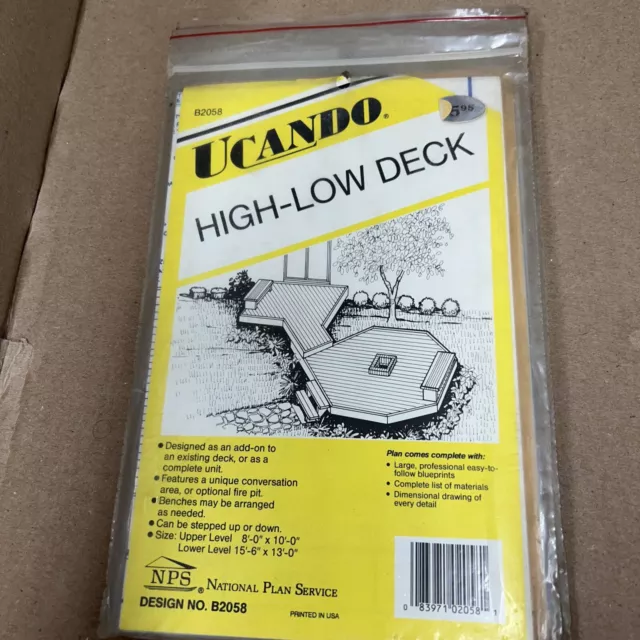 B2058
UCANDO®
5.95
HIGH-LOW DECK
• Designed as an add-on to
an existing deck, or as a
complete unit.
• Features a unique conversation
area, or optional fire pit.
• Benches may be arranged
as needed.
• Can be stepped up or down.
• Size: Upper Level 8'-0" x 10'-0"
Lower Level 15'-6" x 13'-0"
Plan comes complete with:
• Large, professional easy-to-
follow blueprints
• Complete list of materials
• Dimensional drawing of
every detail
NPS® NATIONAL PLAN SERVICE
DESIGN NO. B2058
PRINTED IN USA
0 83971 02058 1